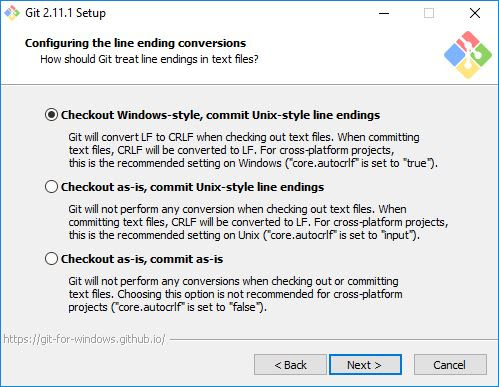 Git 2.11.1 Setup
Configuring the line ending conversions
How should Git treat line endings in text files?
Checkout Windows-style, commit Unix-style line endings
Git will convert LF to CRLF when checking out text files. When committing
text files, CRLF will be converted to LF. For cross-platform projects,
this is the recommended setting on Windows ("core.autocrlf" is set to "true").
Checkout as-is, commit Unix-style line endings
Git will not perform any conversion when checking out text files. When
committing text files, CRLF will be converted to LF. For cross-platform projects,
this is the recommended setting on Unix ("core.autocrlf" is set to "input").
Checkout as-is, commit as-is
Git will not perform any conversions when checking out or committing
text files. Choosing this option is not recommended for cross-platform
projects ("core.autocrlf" is set to "false").
https://git-for-windows.github.io/
< Back
Next >
Cancel